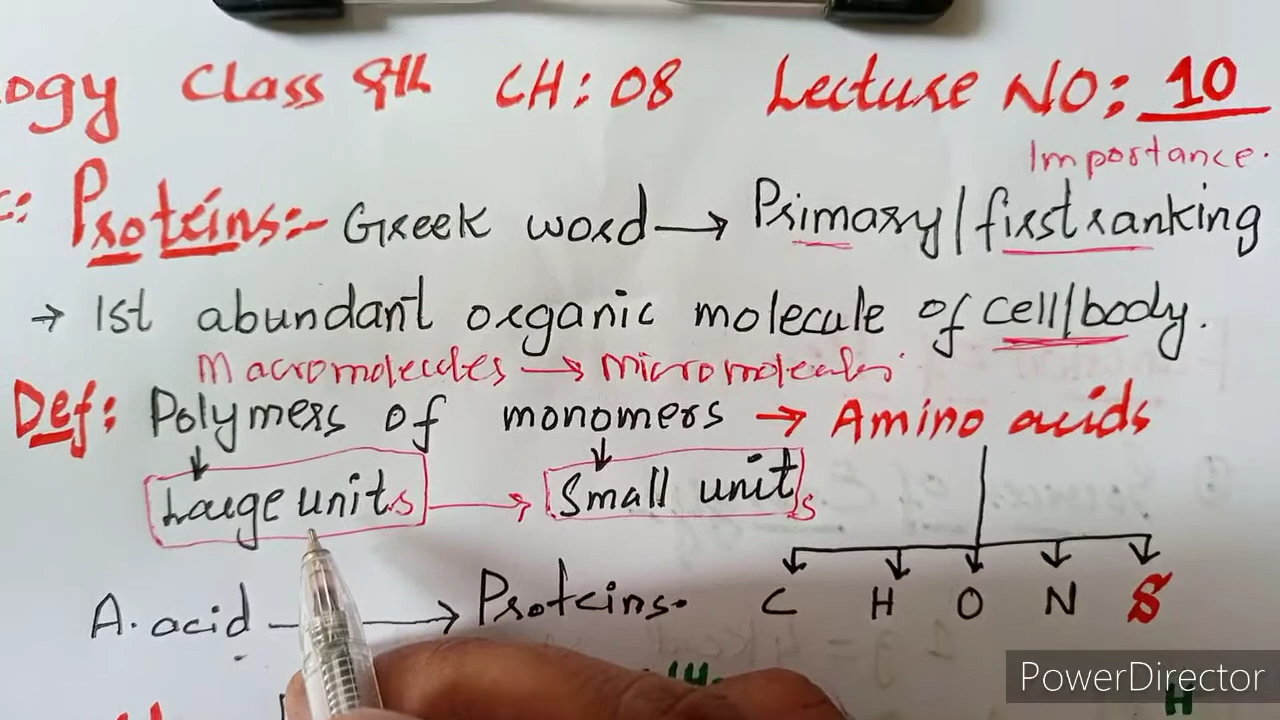 ogy Class 9th CH: 08 Lecture NO: 10
Importance.
Proteins:- Greek word → Primary/first ranking
→ 1st abundant organic molecule of cell/body.
Macromolecules → micromolecules.
Def: Polymers of monomers → Amino acids
Large units → Small units
A. acid → Proteins.
C H O N S
PowerDirector
H